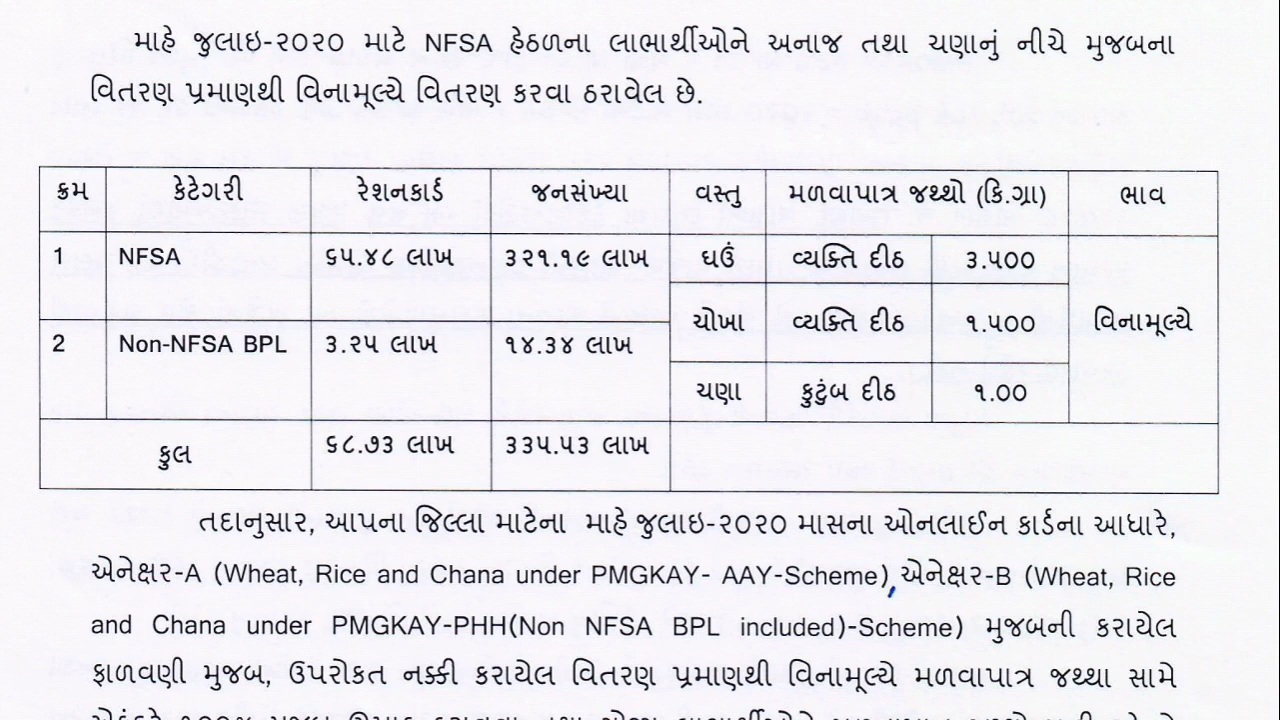 માહે જુલાઇ-૨૦૨૦ માટે NFSA હેઠળના લાભાર્થીઓને અનાજ તથા ચણાનું નીચે મુજબના
વિતરણ પ્રમાણથી વિનામૂલ્યે વિતરણ કરવા ઠરાવેલ છે.
ક્રમ કેટેગરી રેશનકાર્ડ જનસંખ્યા વસ્તુ મળવાપાત્ર જથ્થો (કિ.ગ્રા) ભાવ
1 NFSA ૬૫.૪૮ લાખ ૩૨૧.૧૯ લાખ ઘઉં વ્યક્તિ દીઠ ૩.૫૦૦
ચોખા વ્યક્તિ દીઠ ૧.૫૦૦ વિનામૂલ્યે
2 Non-NFSA BPL ૩.૨૫ લાખ ૧૪.૩૪ લાખ
ચણા કુટુંબ દીઠ ૧.૦૦
કુલ ૬૮.૭૩ લાખ ૩૩૫.૫૩ લાખ
તદાનુસાર, આપના જિલ્લા માટેના માહે જુલાઇ-૨૦૨૦ માસના ઓનલાઈન કાર્ડના આધારે,
એનેક્ષર-A (Wheat, Rice and Chana under PMGKAY- AAY-Scheme), એનેક્ષર-B (Wheat, Rice
and Chana under PMGKAY-PHH(Non NFSA BPL included)-Scheme) મુજબની કરાયેલ
ફાળવણી મુજબ, ઉપરોકત નક્કી કરાયેલ વિતરણ પ્રમાણથી વિનામૂલ્યે મળવાપાત્ર જથ્થા સામે